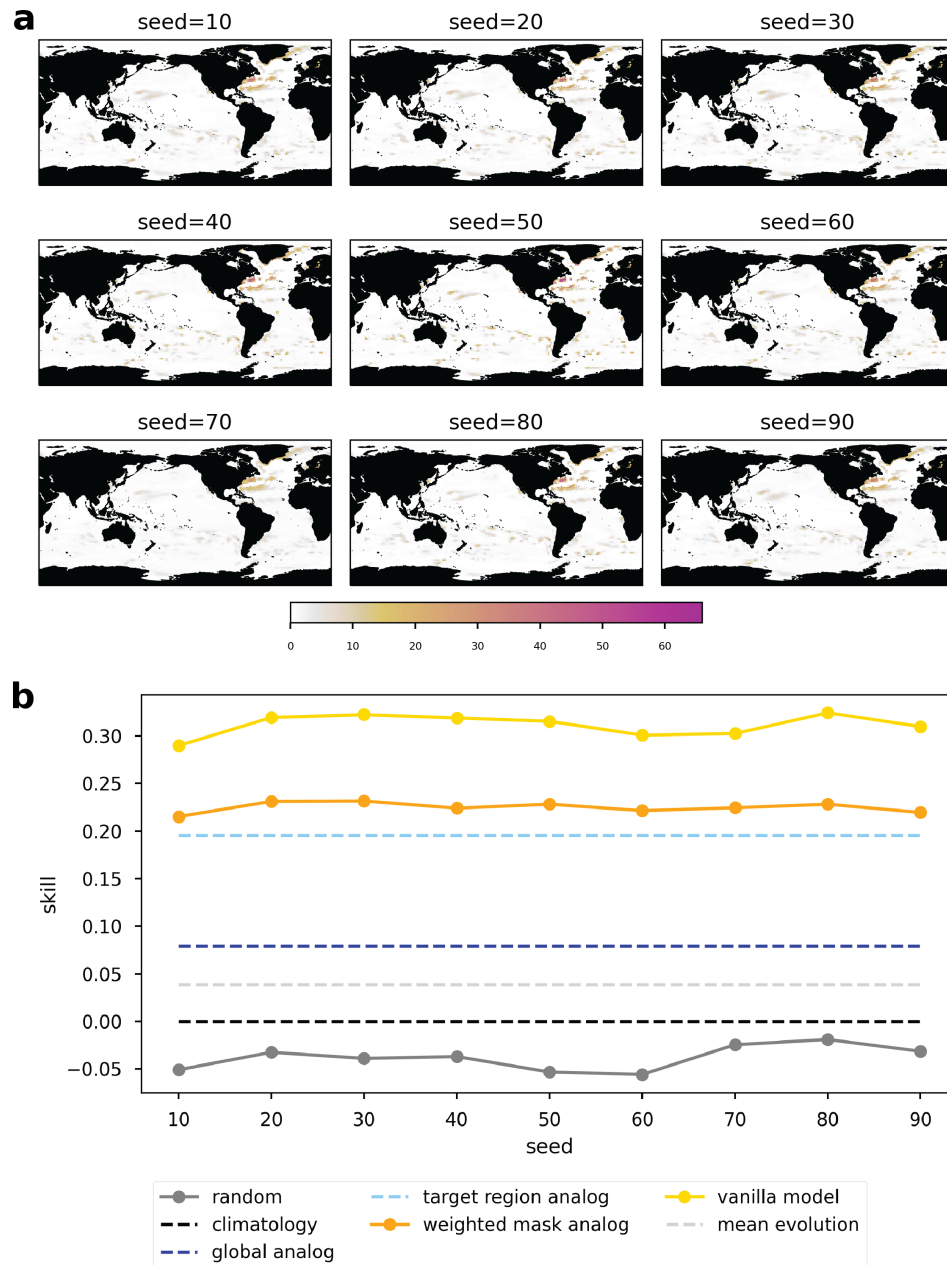 a
seed=10 seed=20 seed=30
seed=40 seed=50 seed=60
seed=70 seed=80 seed=90
0 10 20 30 40 50 60
b
0.30
0.25
0.20
0.15
0.10
0.05
0.00
−0.05
skill
10 20 30 40 50 60 70 80 90
seed
random target region analog vanilla model
climatology weighted mask analog mean evolution
global analog